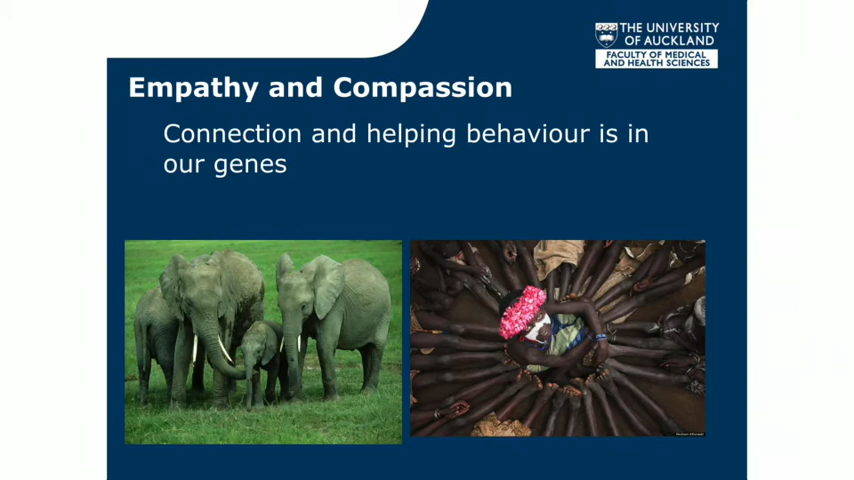 THE UNIVERSITY
OF AUCKLAND
FACULTY OF MEDICAL
AND HEALTH SCIENCES
Empathy and Compassion
Connection and helping behaviour is in
our genes